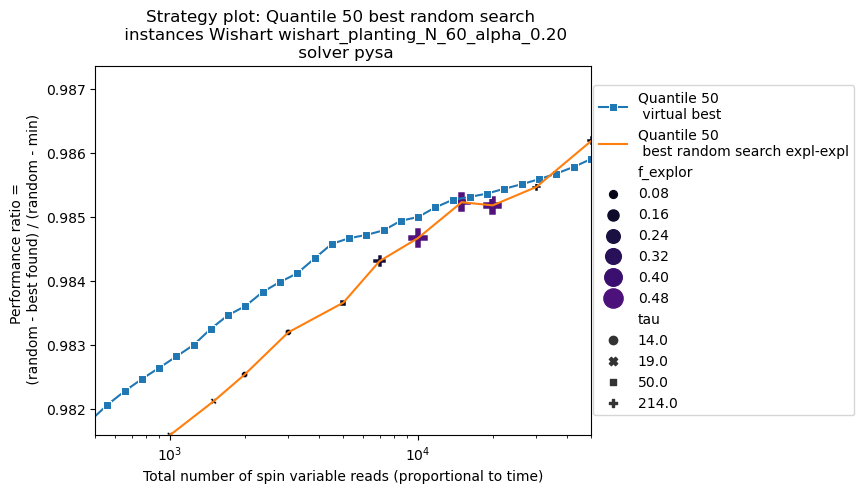 Strategy plot: Quantile 50 best random search
instances Wishart wishart_planting_N_60_alpha_0.20
solver pysa
Performance ratio =
(random - best found) / (random - min)
0.987
0.986
0.985
0.984
0.983
0.982
10³
10⁴
Total number of spin variable reads (proportional to time)
Quantile 50
virtual best
Quantile 50
best random search expl-expl
f_explor
0.08
0.16
0.24
0.32
0.40
0.48
tau
14.0
19.0
50.0
214.0